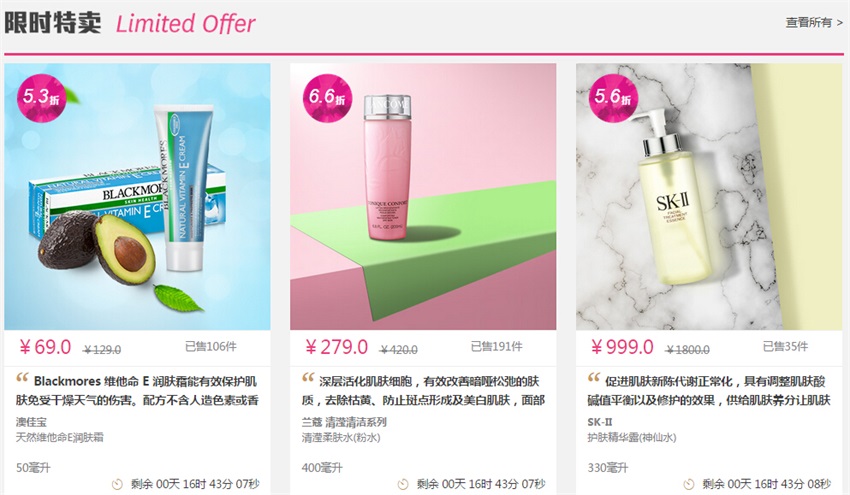 限时特卖 Limited Offer
查看所有 >
5.3折
BLACKMORES
SKIN HEALTH
NATURAL VITAMIN E CREAM
BLACKMORES
NATURAL VITAMIN E CREAM
￥69.0 ￥129.0 已售106件
“ Blackmores 维他命 E 润肤霜能有效保护肌
肤免受干燥天气的伤害。配方不含人造色素或香
澳佳宝
天然维他命E润肤霜
50毫升
剩余 00天 16时 43分 07秒
6.6折
LANCOME
TONIQUE CONFORT
￥279.0 ￥420.0 已售191件
“ 深层活化肌肤细胞，有效改善暗哑松弛的肤
质，去除枯黄、防止斑点形成及美白肌肤，面部
兰蔻 清滢清洁系列
清滢柔肤水(粉水)
400毫升
剩余 00天 16时 43分 07秒
5.6折
SK-II
FACIAL
TREATMENT
ESSENCE
￥999.0 ￥1800.0 已售35件
“ 促进肌肤新陈代谢正常化，具有调整肌肤酸
碱值平衡以及修护的效果，供给肌肤养分让肌肤
SK-II
护肤精华露(神仙水)
330毫升
剩余 00天 16时 43分 08秒